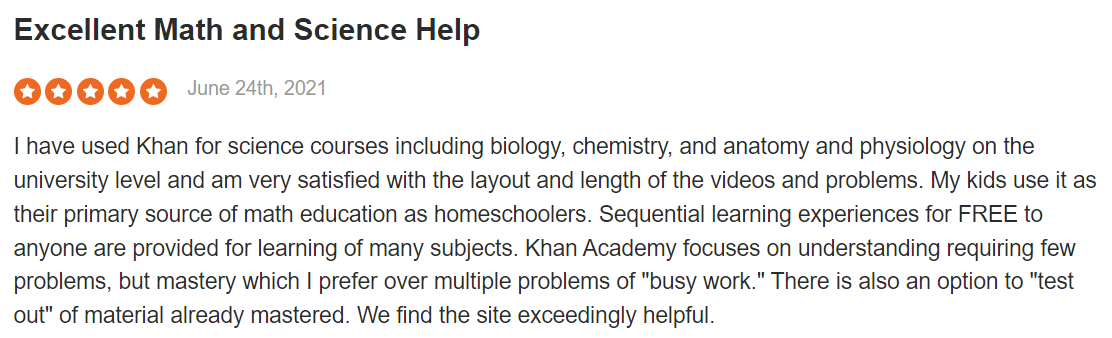 Excellent Math and Science Help
June 24th, 2021
I have used Khan for science courses including biology, chemistry, and anatomy and physiology on the
university level and am very satisfied with the layout and length of the videos and problems. My kids use it as
their primary source of math education as homeschoolers. Sequential learning experiences for FREE to
anyone are provided for learning of many subjects. Khan Academy focuses on understanding requiring few
problems, but mastery which I prefer over multiple problems of "busy work." There is also an option to "test
out" of material already mastered. We find the site exceedingly helpful.